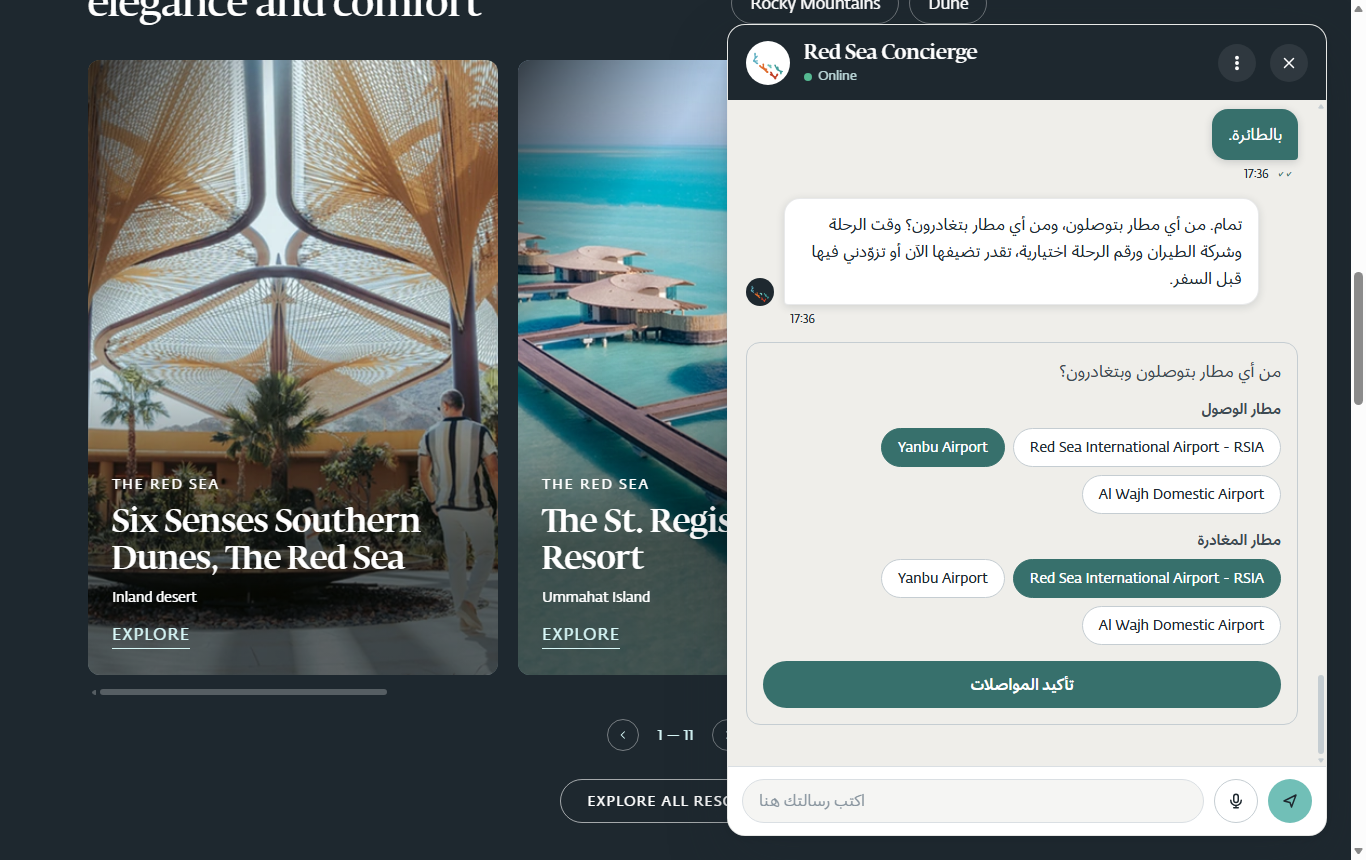 elegance and comfort
Rocky Mountains
Dune
THE RED SEA
Six Senses Southern
Dunes, The Red Sea
Inland desert
EXPLORE
THE RED SEA
The St. Regis
Resort
Ummahat Island
EXPLORE
1 — 11
EXPLORE ALL RESO
Red Sea Concierge
Online
بالطائرة.
17:36
تمام. من أي مطار بتوصلون، ومن أي مطار بتغادرون؟ وقت الرحلة
وشركة الطيران ورقم الرحلة اختيارية، تقدر تضيفها الآن أو تزوّدني فيها
قبل السفر.
17:36
من أي مطار بتوصلون وبتغادرون؟
مطار الوصول
Red Sea International Airport - RSIA
Yanbu Airport
Al Wajh Domestic Airport
مطار المغادرة
Red Sea International Airport - RSIA
Yanbu Airport
Al Wajh Domestic Airport
تأكيد المواصلات
اكتب رسالتك هنا